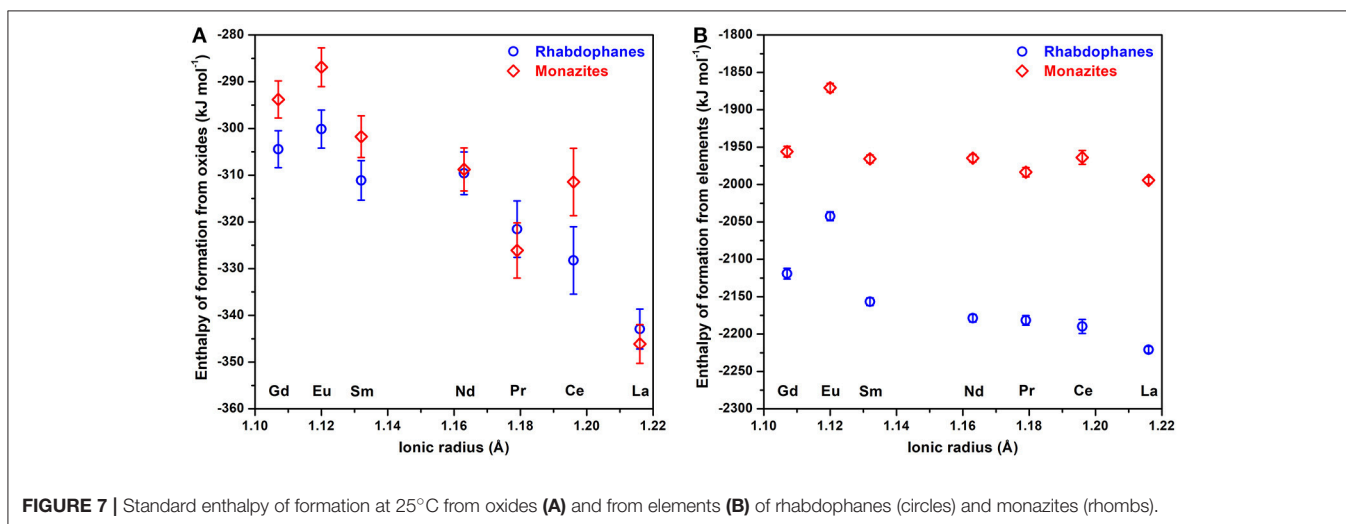 A
Enthalpy of formation from oxides (kJ mol⁻¹)
-280
-290
-300
-310
-320
-330
-340
-350
-360
Rhabdophanes
Monazites
Gd Eu Sm Nd Pr Ce La
1.10 1.12 1.14 1.16 1.18 1.20 1.22
Ionic radius (Å)
B
Enthalpy of formation from elements (kJ mol⁻¹)
-1800
-1850
-1900
-1950
-2000
-2050
-2100
-2150
-2200
-2250
-2300
Rhabdophanes
Monazites
Gd Eu Sm Nd Pr Ce La
1.10 1.12 1.14 1.16 1.18 1.20 1.22
Ionic radius (Å)
FIGURE 7 | Standard enthalpy of formation at 25°C from oxides (A) and from elements (B) of rhabdophanes (circles) and monazites (rhombs).